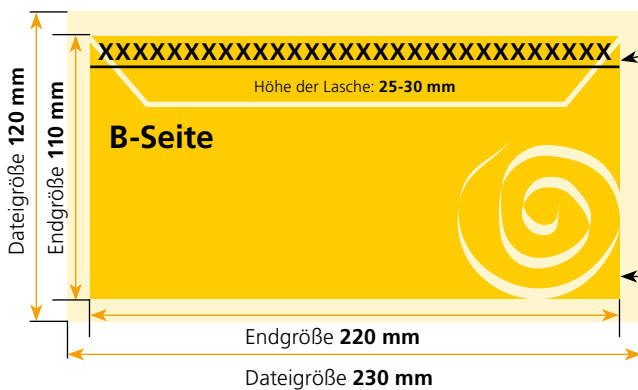 XXXXXXXXXXXXXXXXXXXXXXXXXXXXXX
Höhe der Lasche: 25-30 mm
B-Seite
Dateigröße 120 mm
Endgröße 110 mm
Endgröße 220 mm
Dateigröße 230 mm